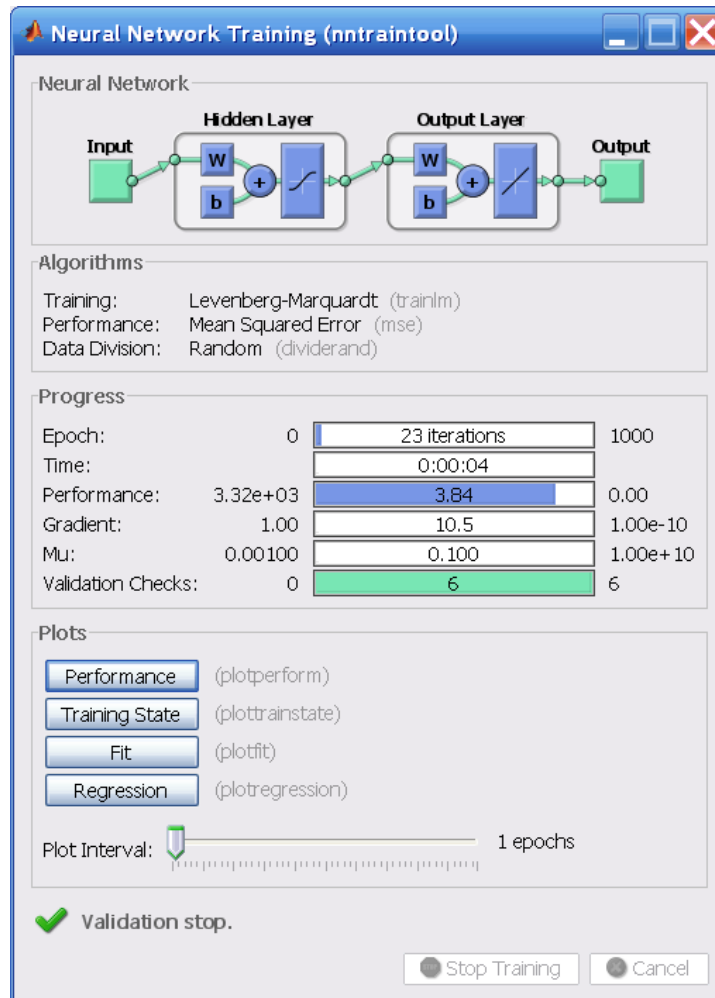 Neural Network Training (nntraintool)
Neural Network
Hidden Layer Output Layer
Input Output
W W
+ +
b b
Algorithms
Training: Levenberg-Marquardt (trainlm)
Performance: Mean Squared Error (mse)
Data Division: Random (dividerand)
Progress
Epoch: 0 23 iterations 1000
Time: 0:00:04
Performance: 3.32e+03 3.84 0.00
Gradient: 1.00 10.5 1.00e-10
Mu: 0.00100 0.100 1.00e+10
Validation Checks: 0 6 6
Plots
Performance (plotperform)
Training State (plottrainstate)
Fit (plotfit)
Regression (plotregression)
Plot Interval: 1 epochs
Validation stop.
Stop Training Cancel